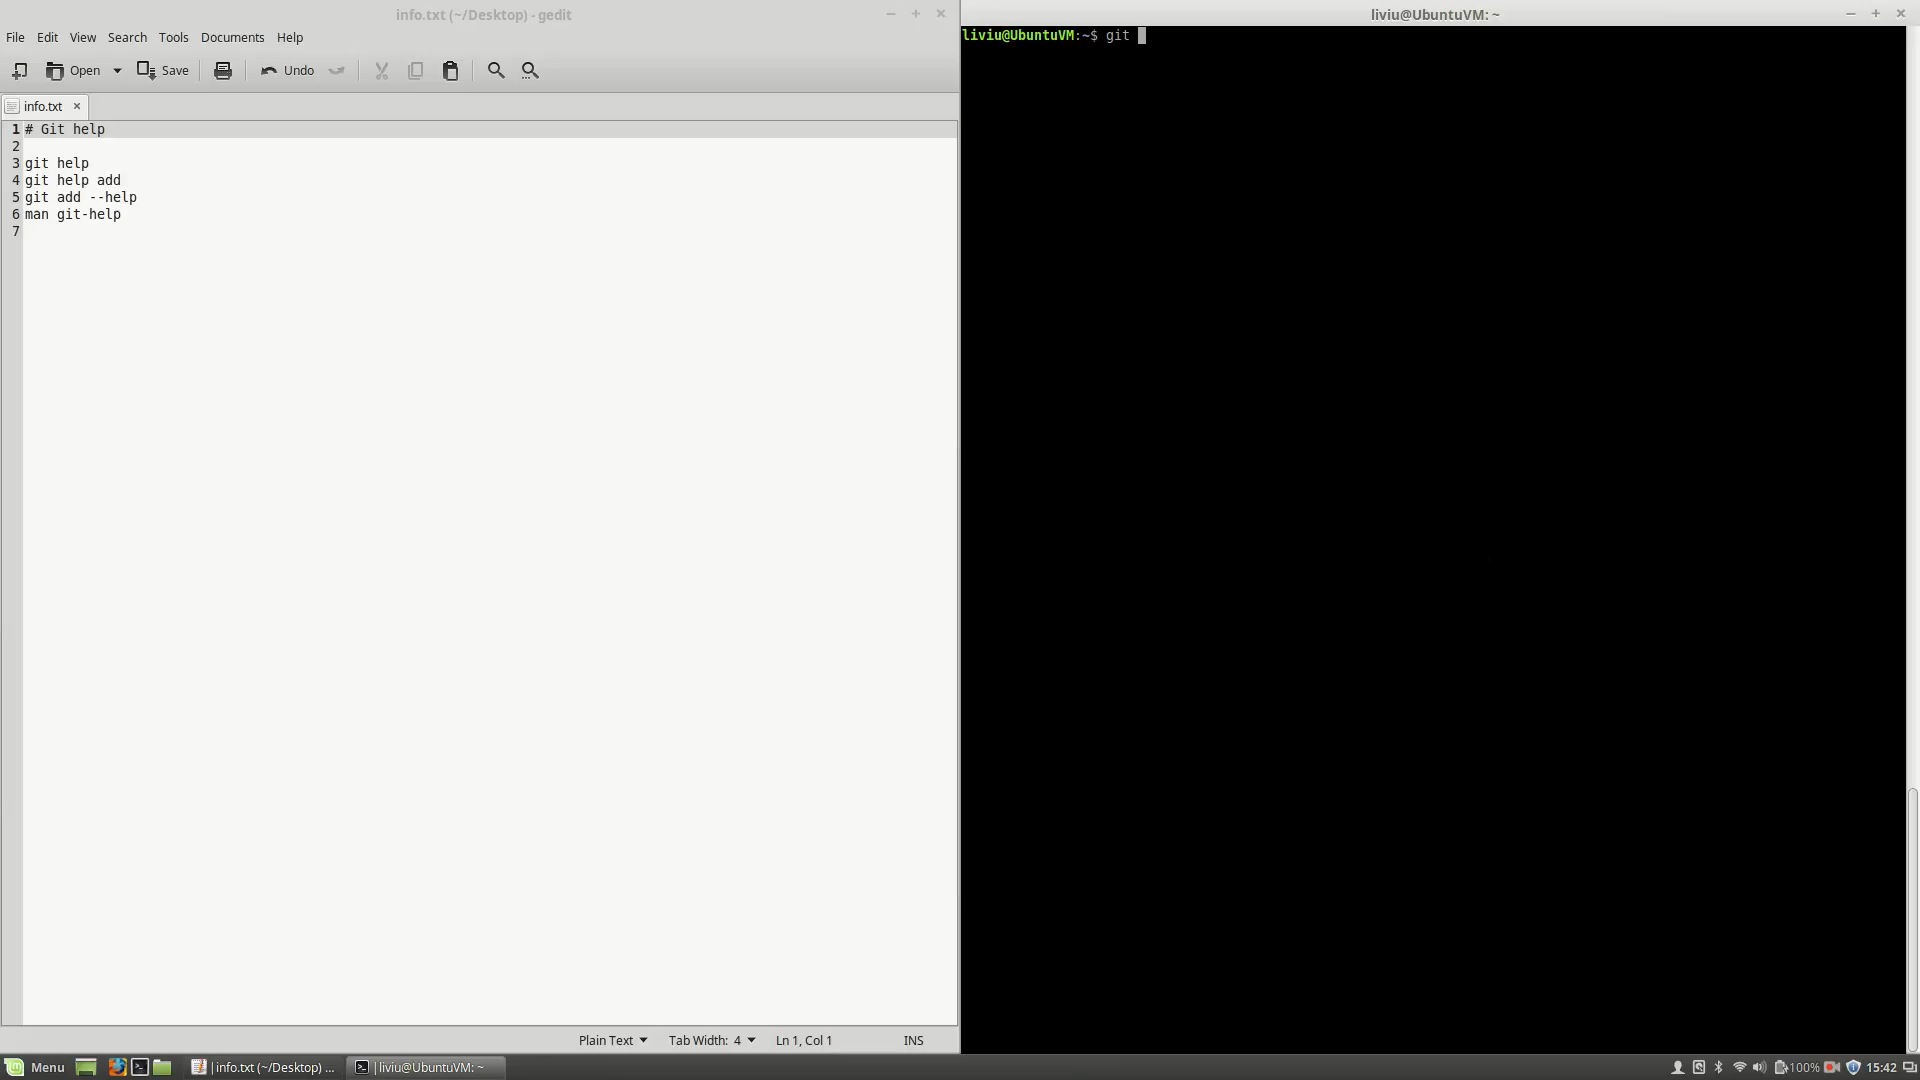 info.txt (~/Desktop) - gedit
File Edit View Search Tools Documents Help
Open Save Undo
info.txt
1 # Git help
2
3 git help
4 git help add
5 git add --help
6 man git-help
7
Plain Text Tab Width: 4 Ln 1, Col 1 INS
liviu@UbuntuVM: ~
liviu@UbuntuVM:~$ git
Menu info.txt (~/Desktop) ... liviu@UbuntuVM: ~ 100% 15:42